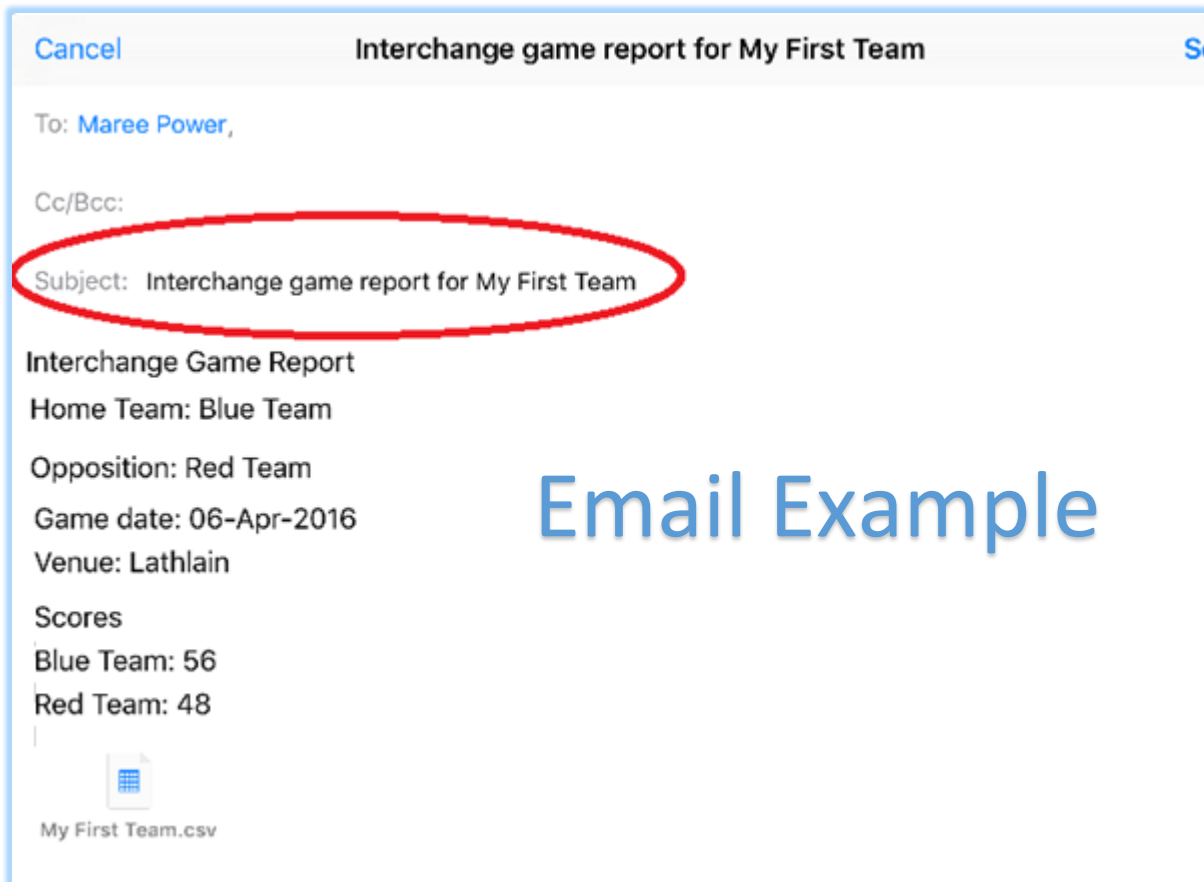 Cancel Interchange game report for My First Team
To: Maree Power,
Cc/Bcc:
Subject: Interchange game report for My First Team
Interchange Game Report
Home Team: Blue Team
Opposition: Red Team
Email Example
Game date: 06-Apr-2016
Venue: Lathlain
Scores
Blue Team: 56
Red Team: 48
My First Team.csv